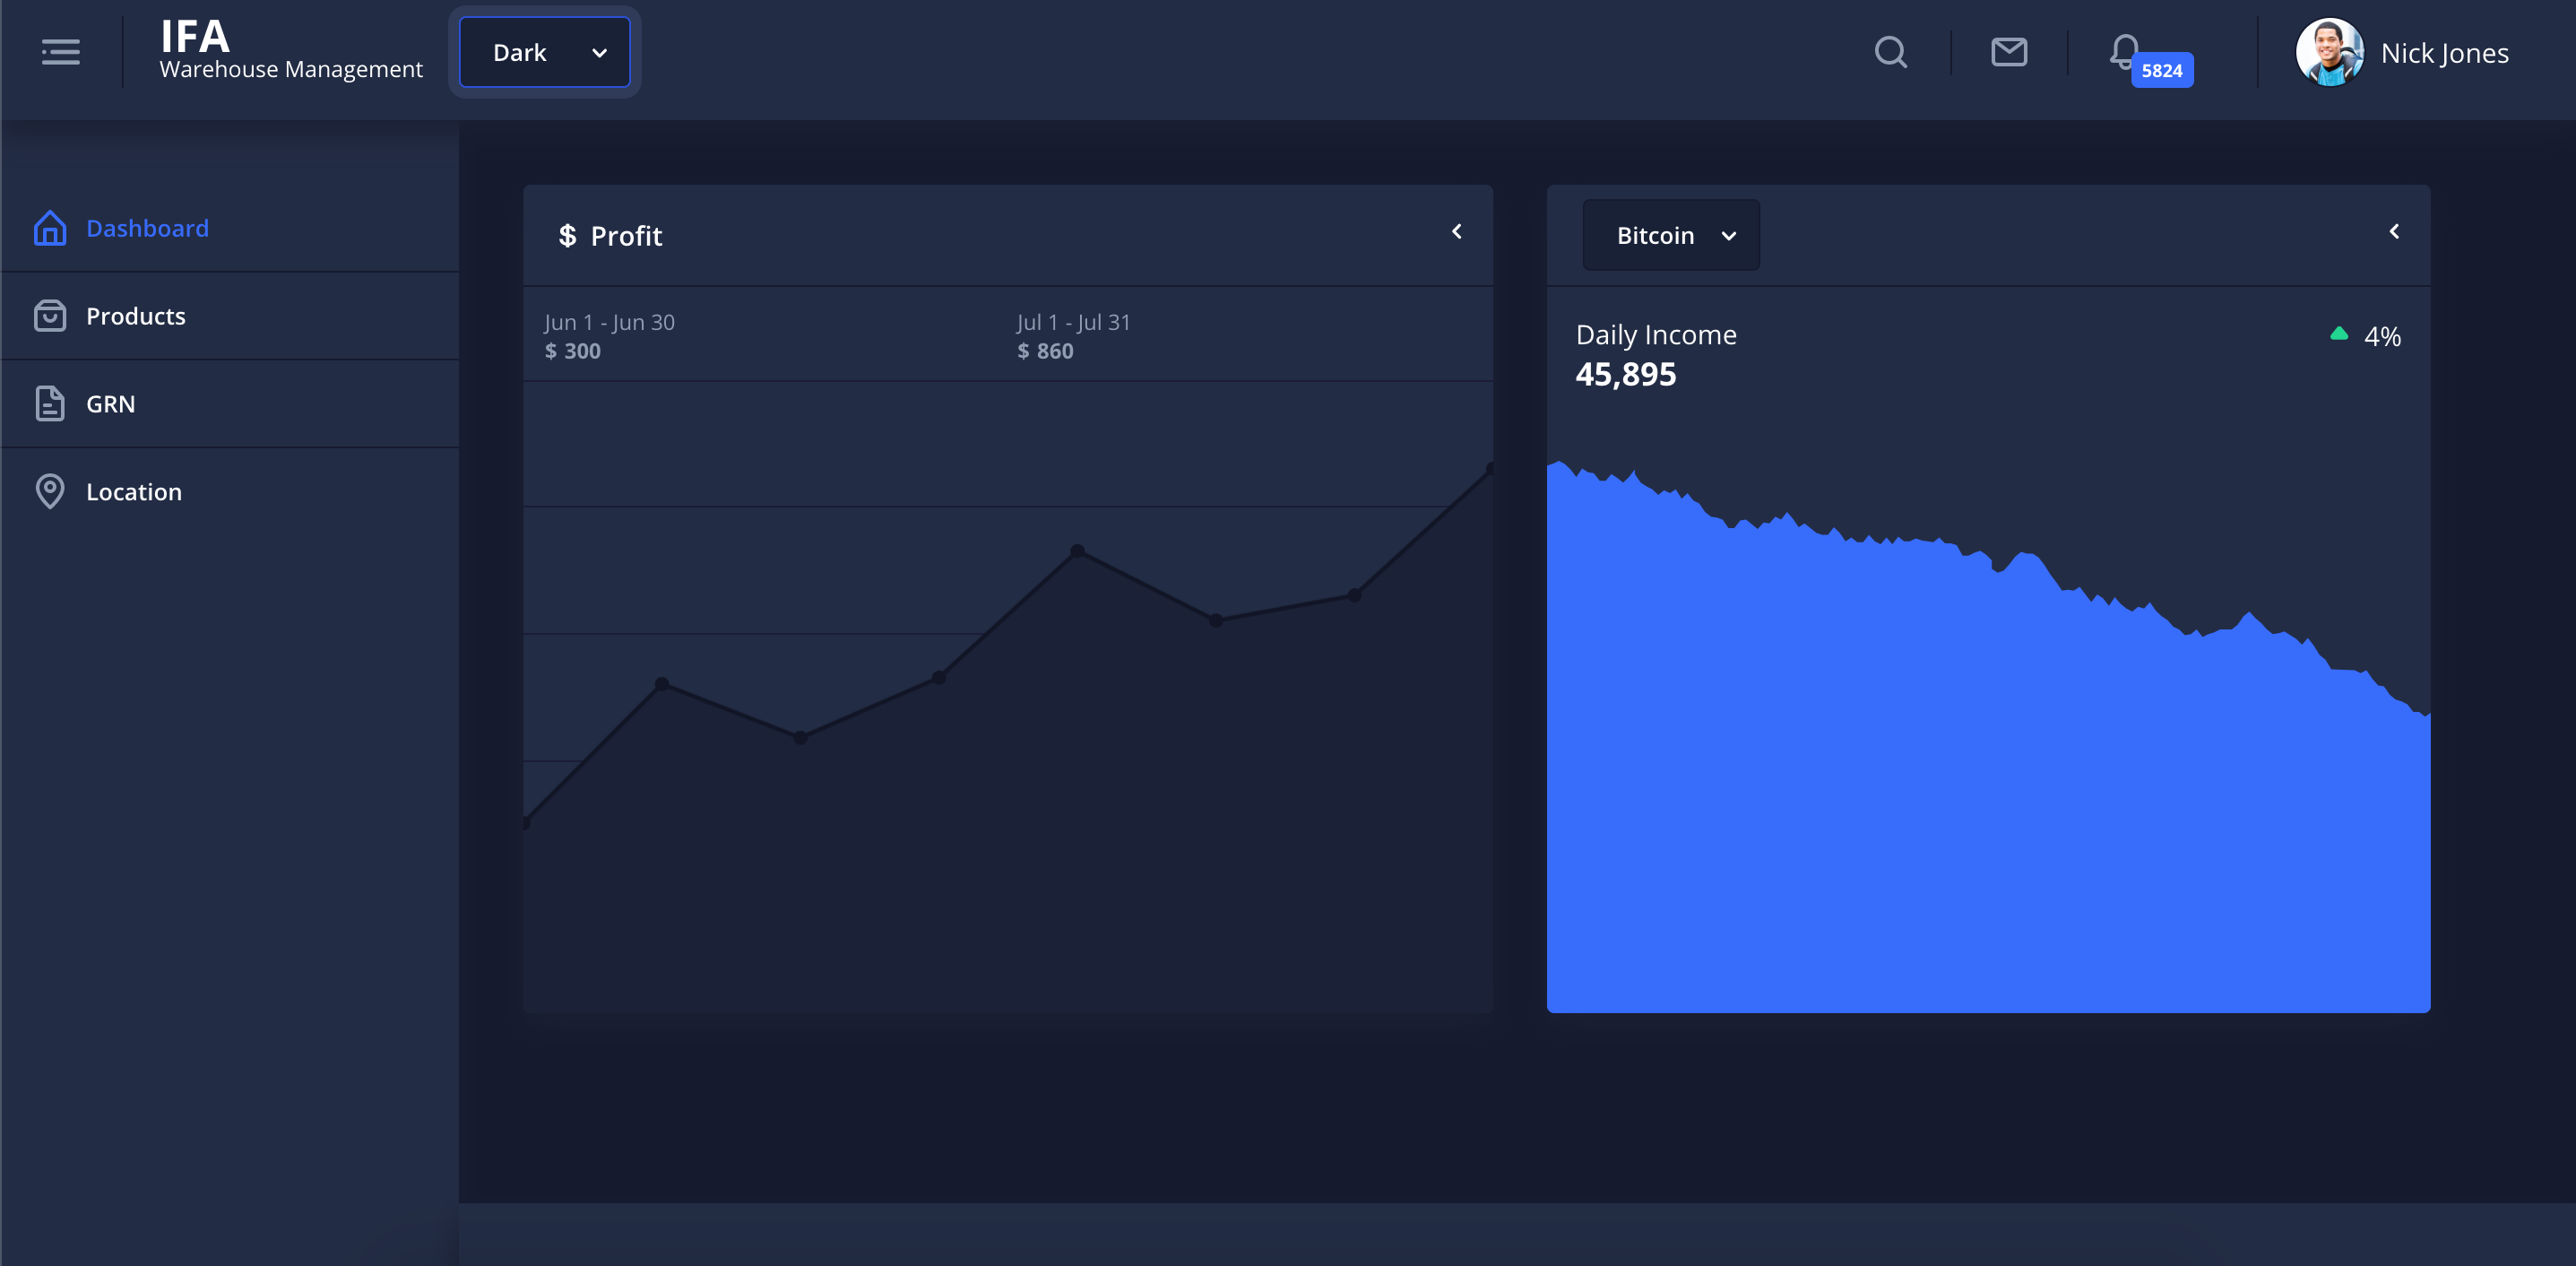 IFA
Warehouse Management
Dark
5824
Nick Jones
Dashboard
Products
GRN
Location
$ Profit
Jun 1 - Jun 30
$ 300
Jul 1 - Jul 31
$ 860
Bitcoin
Daily Income
45,895
4%